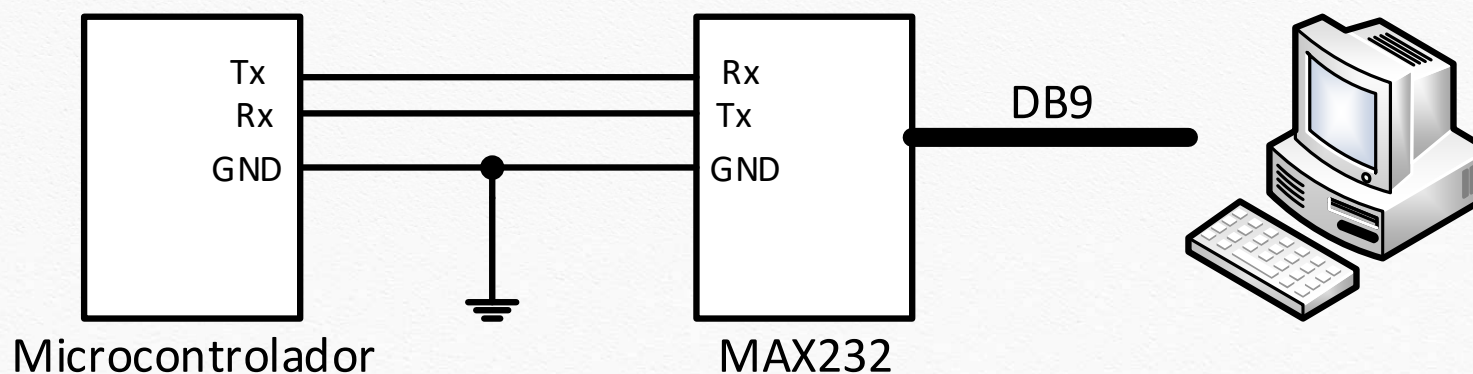 Tx
Rx
GND
Rx
Tx
GND
DB9
Microcontrolador
MAX232